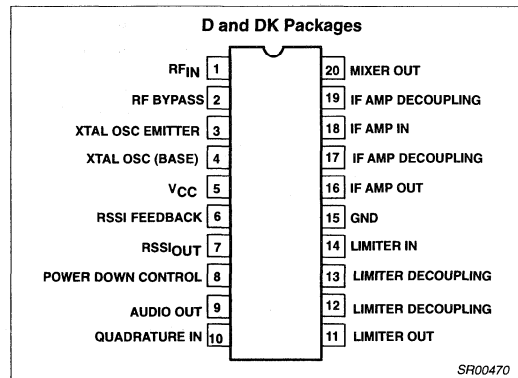 D and DK Packages
RFIN 1
20 MIXER OUT
RF BYPASS 2
19 IF AMP DECOUPLING
XTAL OSC EMITTER 3
18 IF AMP IN
XTAL OSC (BASE) 4
17 IF AMP DECOUPLING
VCC 5
16 IF AMP OUT
RSSI FEEDBACK 6
15 GND
RSSIOUT 7
14 LIMITER IN
POWER DOWN CONTROL 8
13 LIMITER DECOUPLING
AUDIO OUT 9
12 LIMITER DECOUPLING
QUADRATURE IN 10
11 LIMITER OUT
SR00470